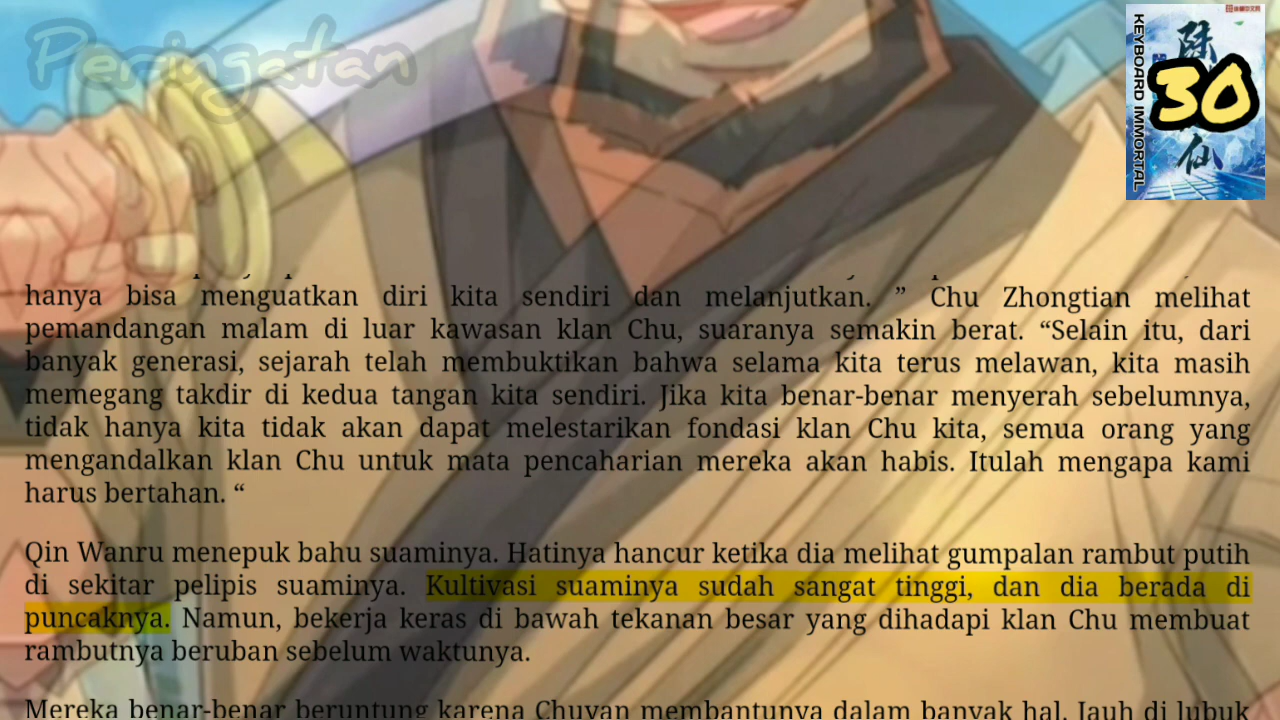 Peringatan
KEYBOARD IMMORTAL
30
仙
hanya bisa menguatkan diri kita sendiri dan melanjutkan. ” Chu Zhongtian melihat
pemandangan malam di luar kawasan klan Chu, suaranya semakin berat. “Selain itu, dari
banyak generasi, sejarah telah membuktikan bahwa selama kita terus melawan, kita masih
memegang takdir di kedua tangan kita sendiri. Jika kita benar-benar menyerah sebelumnya,
tidak hanya kita tidak akan dapat melestarikan fondasi klan Chu kita, semua orang yang
mengandalkan klan Chu untuk mata pencaharian mereka akan habis. Itulah mengapa kami
harus bertahan. “
Qin Wanru menepuk bahu suaminya. Hatinya hancur ketika dia melihat gumpalan rambut putih
di sekitar pelipis suaminya. Kultivasi suaminya sudah sangat tinggi, dan dia berada di
puncaknya. Namun, bekerja keras di bawah tekanan besar yang dihadapi klan Chu membuat
rambutnya beruban sebelum waktunya.
Mereka benar-benar beruntung karena Chuyan membantunya dalam banyak hal. Jauh di lubuk